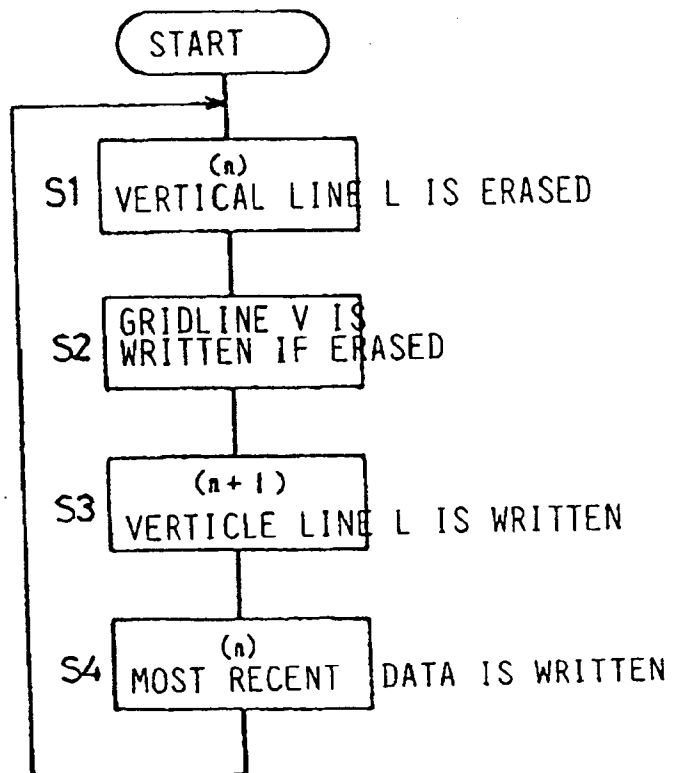 START
(n)
S1 VERTICAL LINE L IS ERASED
GRIDLINE V IS
S2 WRITTEN IF ERASED
(n+1)
S3 VERTICLE LINE L IS WRITTEN
(n)
S4 MOST RECENT DATA IS WRITTEN